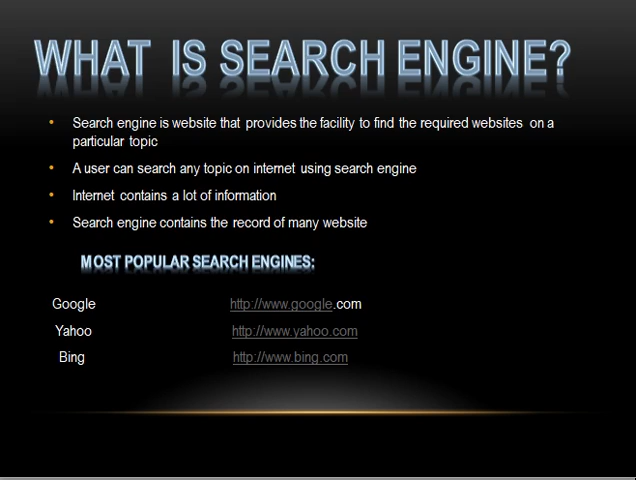 WHAT IS SEARCH ENGINE?
• Search engine is website that provides the facility to find the required websites on a
particular topic
• A user can search any topic on internet using search engine
• Internet contains a lot of information
• Search engine contains the record of many website
MOST POPULAR SEARCH ENGINES:
Google http://www.google.com
Yahoo http://www.yahoo.com
Bing http://www.bing.com